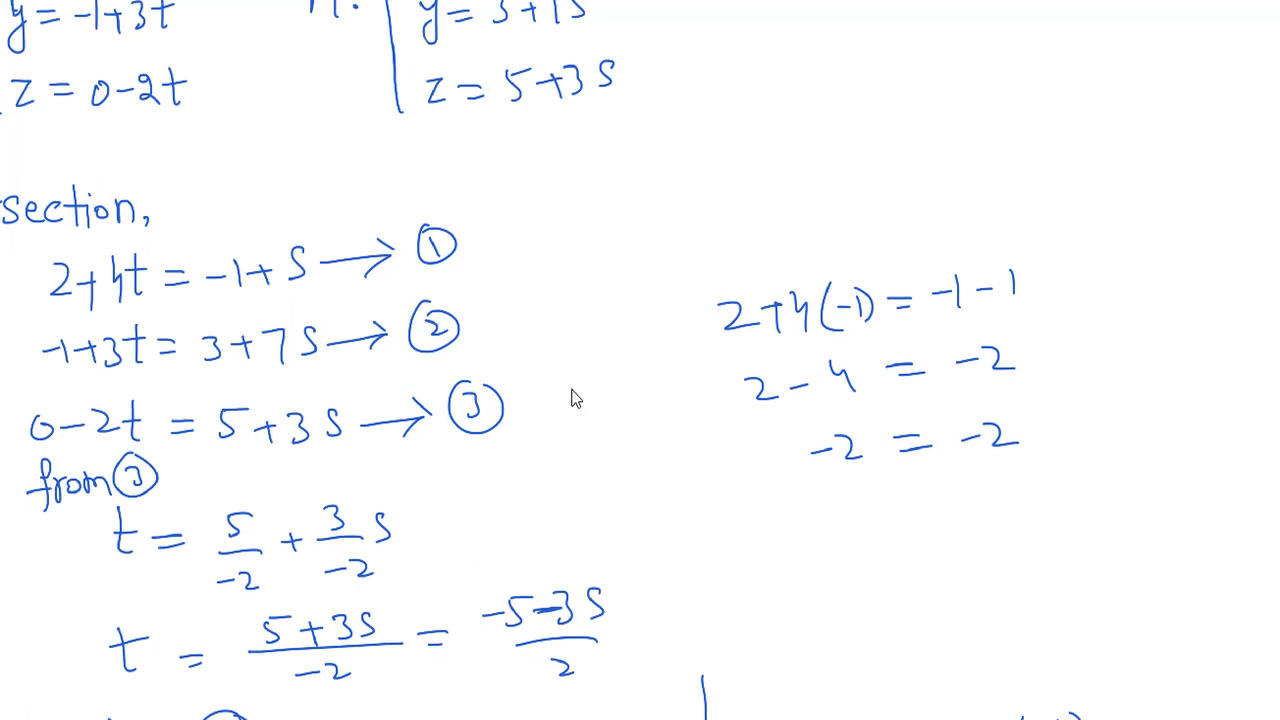 y = -1+3t
z = 0-2t
z = 5+3s
section,
2+4t = -1+s → ①
-1+3t = 3+7s → ②
0-2t = 5+3s → ③
from ③
t = 5/-2 + 3/-2 s
t = (5+3s)/-2 = (-5-3s)/2
2+4(-1) = -1-1
2-4 = -2
-2 = -2